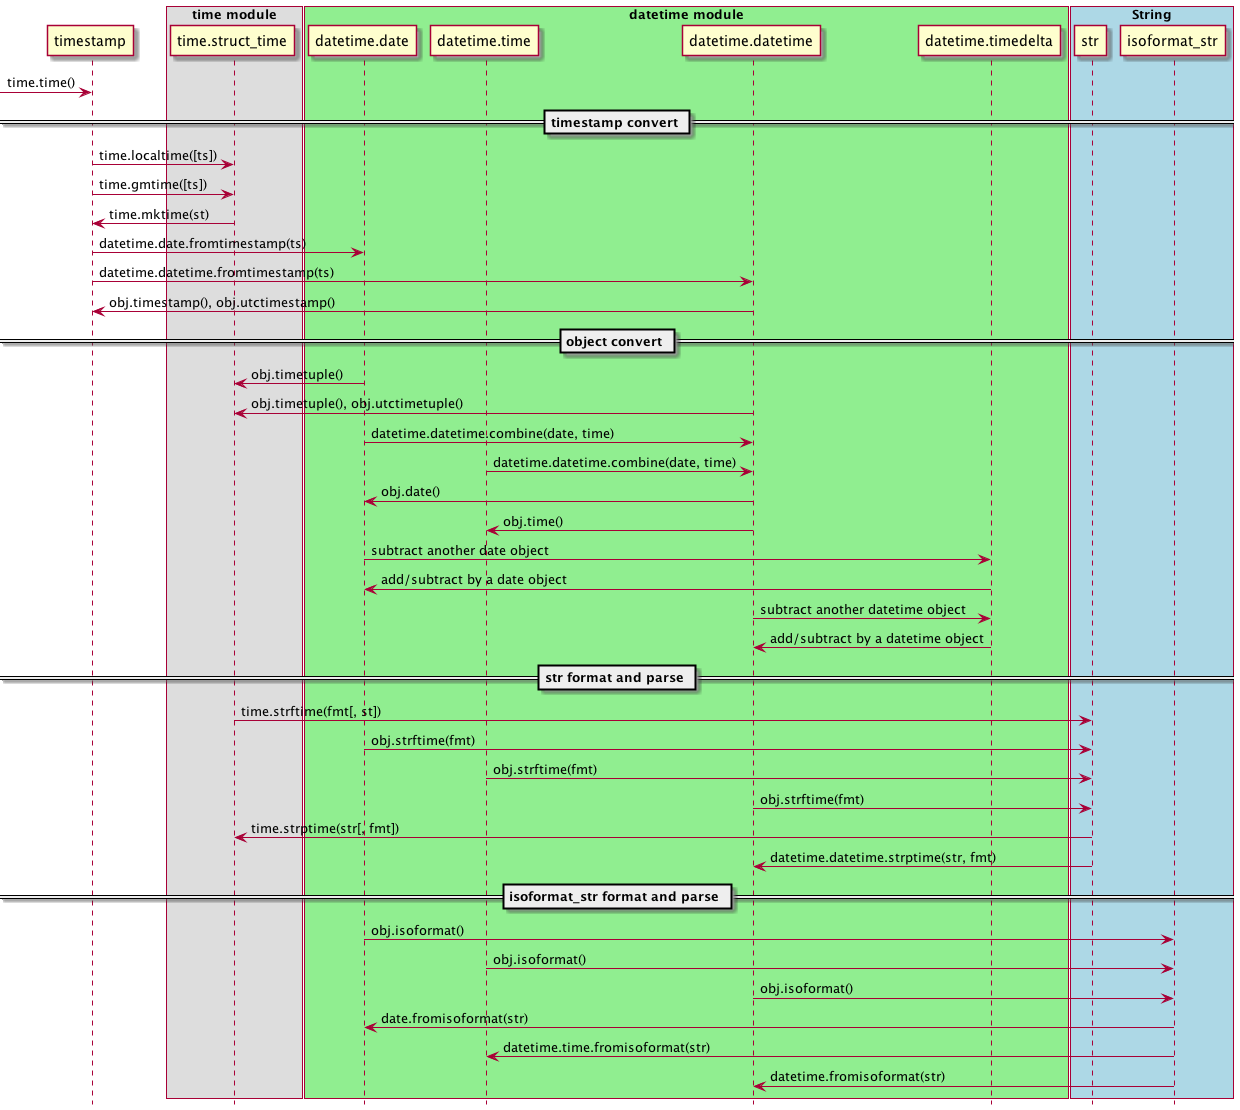 time module
datetime module
String
timestamp
time.struct_time
datetime.date
datetime.time
datetime.datetime
datetime.timedelta
str
isoformat_str
time.time()
timestamp convert
time.localtime([ts])
time.gmtime([ts])
time.mktime(st)
datetime.date.fromtimestamp(ts)
datetime.datetime.fromtimestamp(ts)
obj.timestamp(), obj.utctimestamp()
object convert
obj.timetuple()
obj.timetuple(), obj.utctimetuple()
datetime.datetime.combine(date, time)
datetime.datetime.combine(date, time)
obj.date()
obj.time()
subtract another date object
add/subtract by a date object
subtract another datetime object
add/subtract by a datetime object
str format and parse
time.strftime(fmt[, st])
obj.strftime(fmt)
obj.strftime(fmt)
obj.strftime(fmt)
time.strptime(str[, fmt])
datetime.datetime.strptime(str, fmt)
isoformat_str format and parse
obj.isoformat()
obj.isoformat()
obj.isoformat()
date.fromisoformat(str)
datetime.time.fromisoformat(str)
datetime.fromisoformat(str)